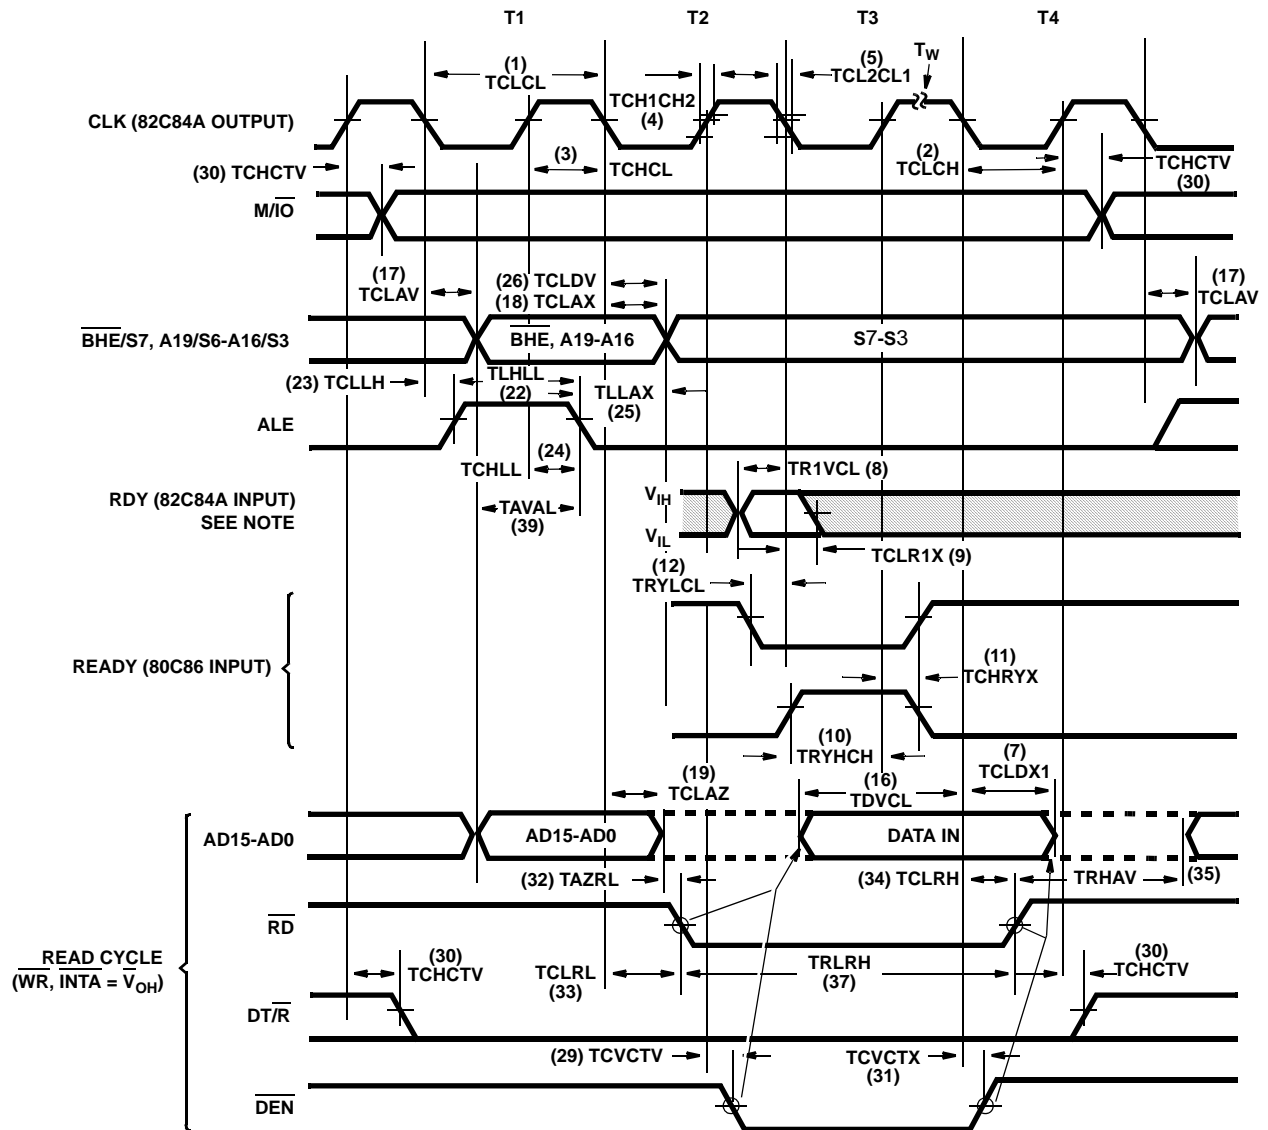 T1 T2 T3 T4
(1)
TCLCL
(5)
TCL2CL1
TW
TCH1CH2
(4)
CLK (82C84A OUTPUT)
(30) TCHCTV
(3) TCHCL
(2)
TCLCH
TCHCTV
(30)
M/IO
(17)
TCLAV
(26) TCLDV
(18) TCLAX
(17)
TCLAV
BHE/S7, A19/S6-A16/S3
BHE, A19-A16
S7-S3
(23) TCLLH
TLHLL
(22)
TLLAX
(25)
ALE
(24)
TCHLL
TR1VCL (8)
RDY (82C84A INPUT)
SEE NOTE
VIH
TAVAL
(39)
VIL
TCLR1X (9)
(12)
TRYLCL
READY (80C86 INPUT)
(11)
TCHRYX
(10)
TRYHCH
(7)
TCLDX1
(19)
TCLAZ
(16)
TDVCL
AD15-AD0
AD15-AD0
DATA IN
(32) TAZRL
(34) TCLRH
TRHAV
(35)
RD
READ CYCLE
(WR, INTA = VOH)
(30)
TCHCTV
TCLRL
(33)
TRLRH
(37)
(30)
TCHCTV
DT/R
(29) TCVCTV
TCVCTX
(31)
DEN